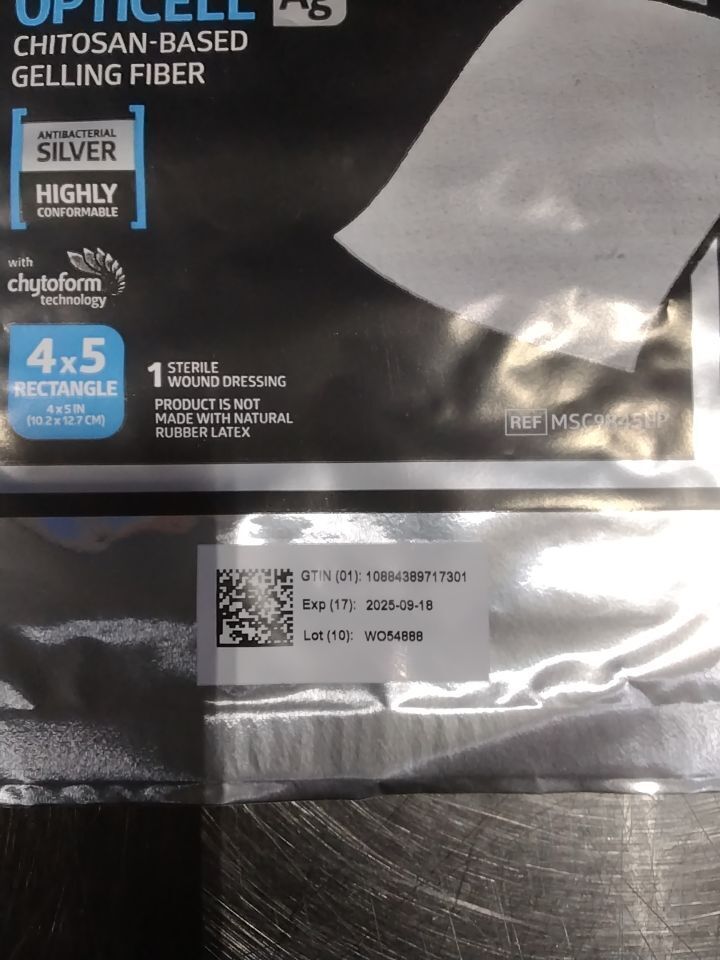 OPTICELL Ag
CHITOSAN-BASED
GELLING FIBER
ANTIBACTERIAL
SILVER
HIGHLY
CONFORMABLE
with
chytoform
technology
4x5
RECTANGLE
4 x 5 IN
(10.2 x 12.7 CM)
1 STERILE
WOUND DRESSING
PRODUCT IS NOT
MADE WITH NATURAL
RUBBER LATEX
REF
GTIN (01): 10884389717301
Exp (17): 2025-09-18
Lot (10): WO54888